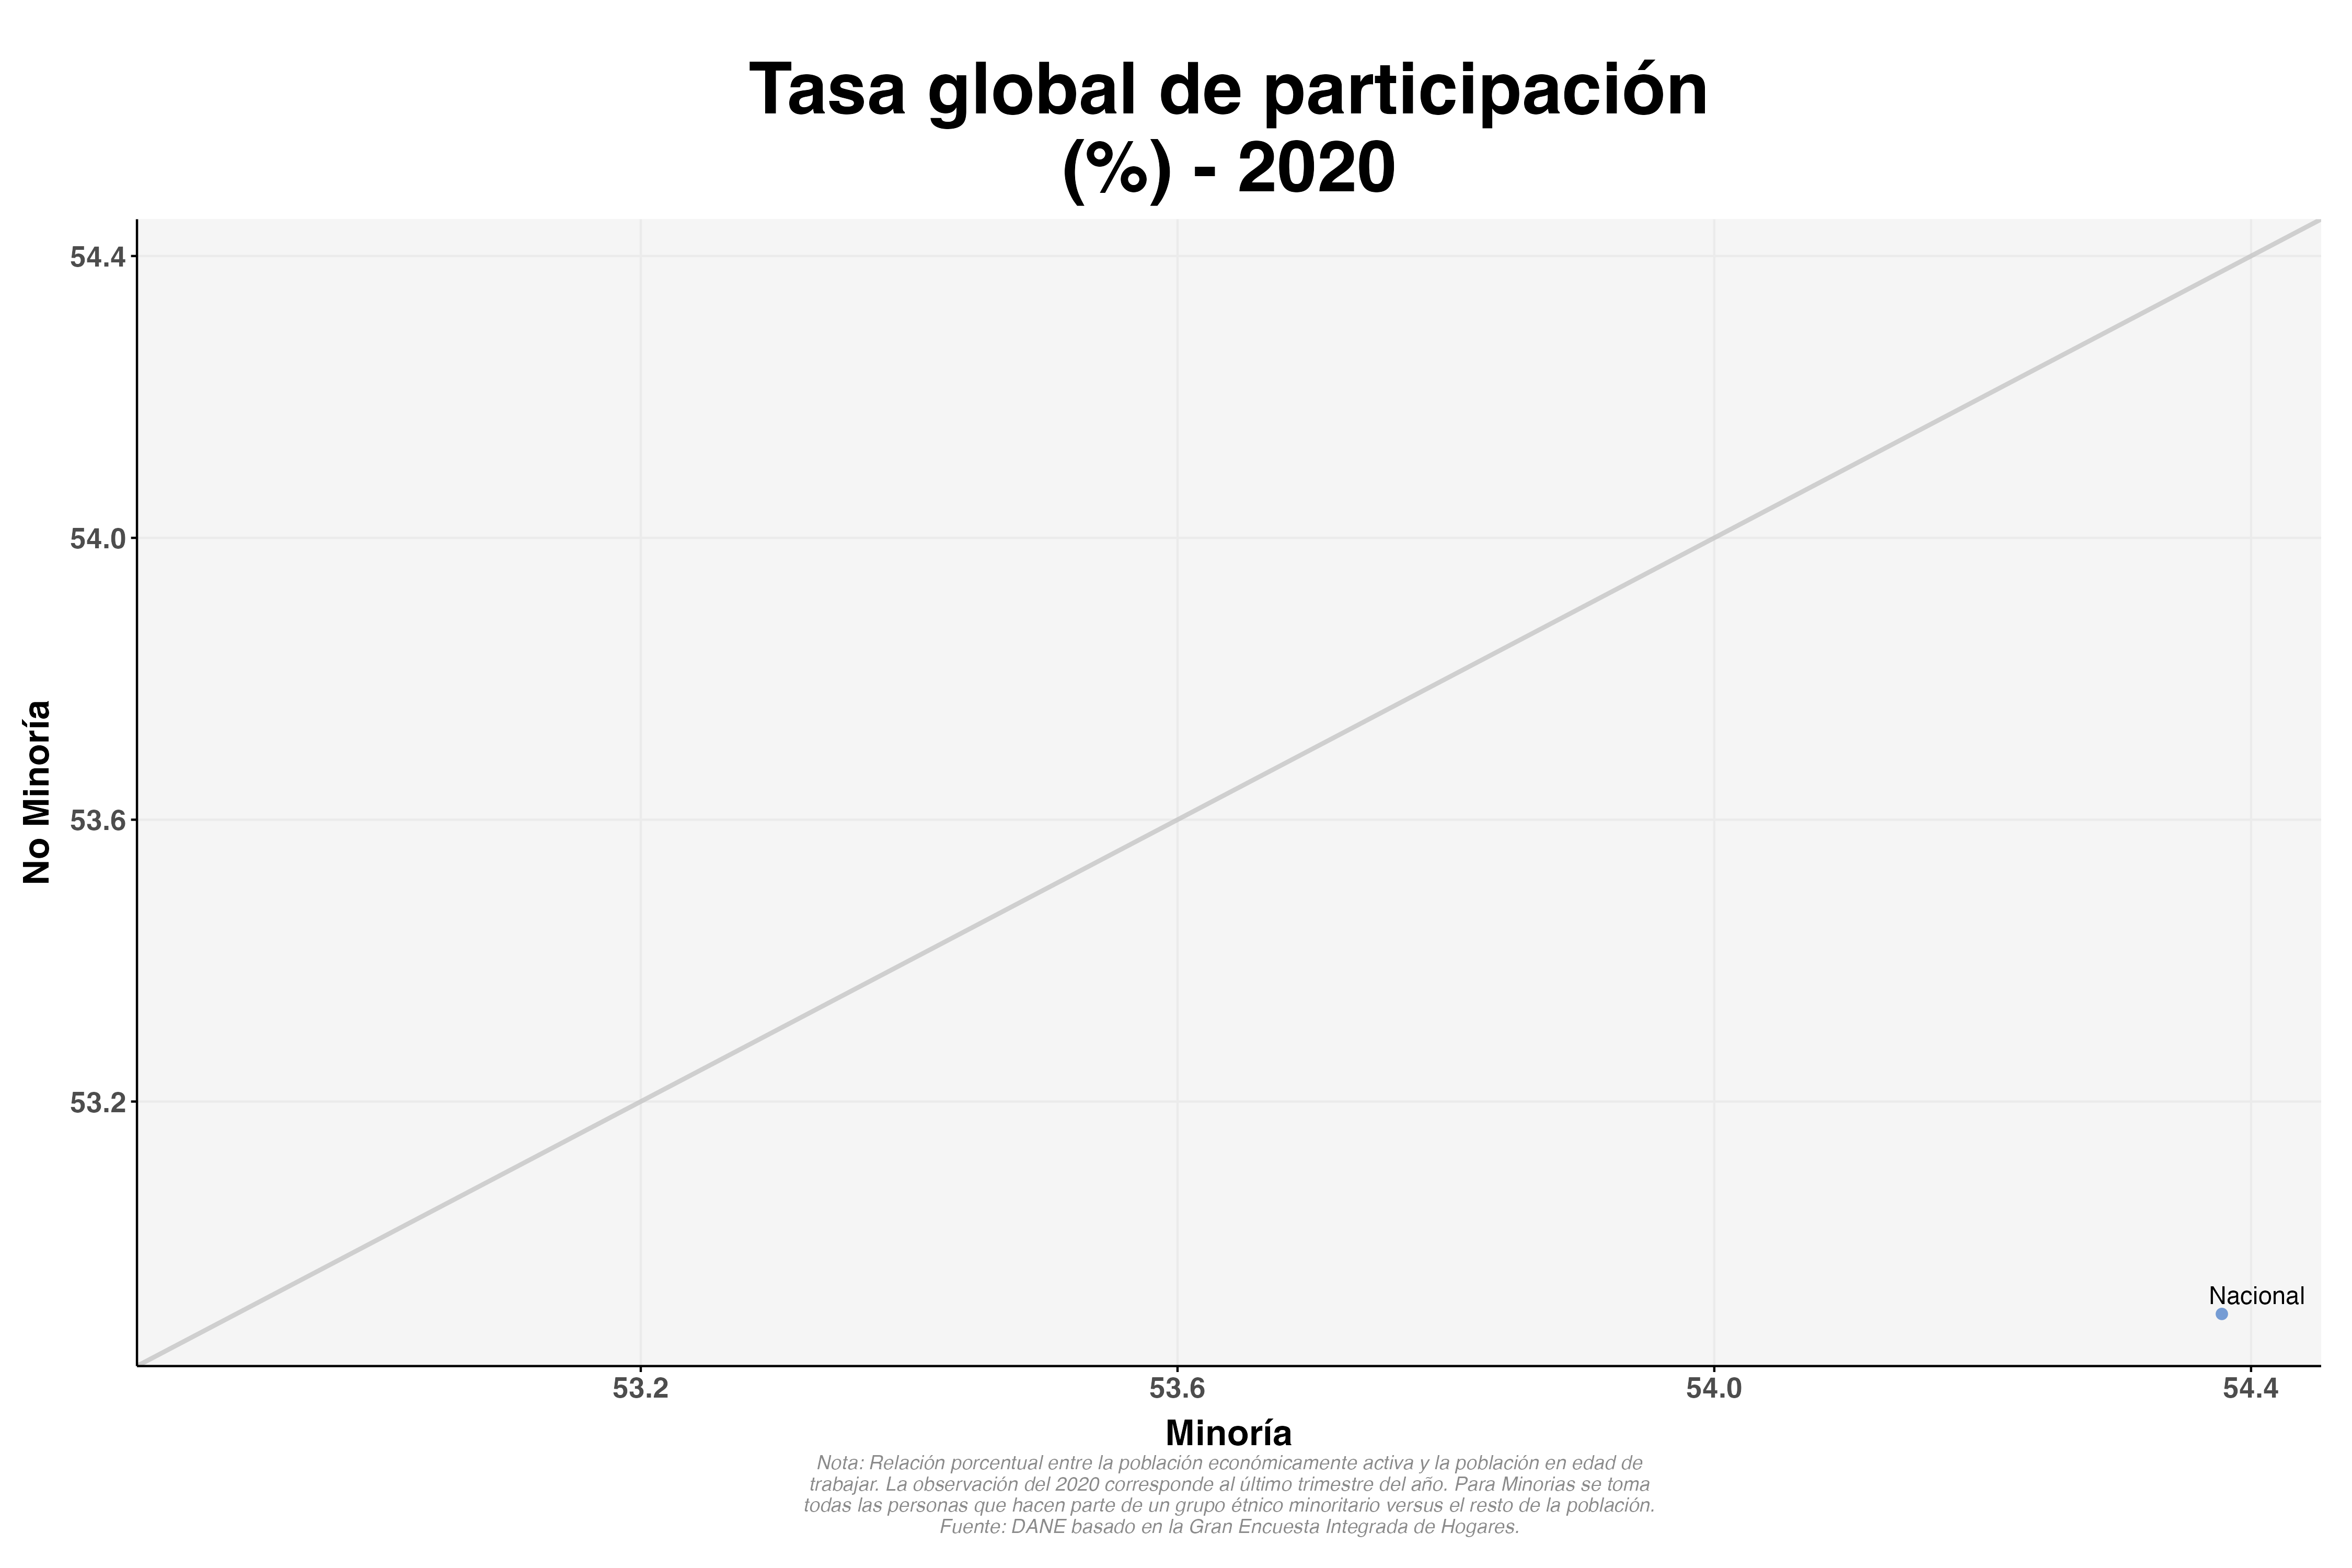 Tasa global de participación
(%) - 2020
No Minoría
54.4
54.0
53.6
53.2
Nacional
53.2
53.6
54.0
54.4
Minoría
Nota: Relación porcentual entre la población económicamente activa y la población en edad de
trabajar. La observación del 2020 corresponde al último trimestre del año. Para Minorias se toma
todas las personas que hacen parte de un grupo étnico minoritario versus el resto de la población.
Fuente: DANE basado en la Gran Encuesta Integrada de Hogares.